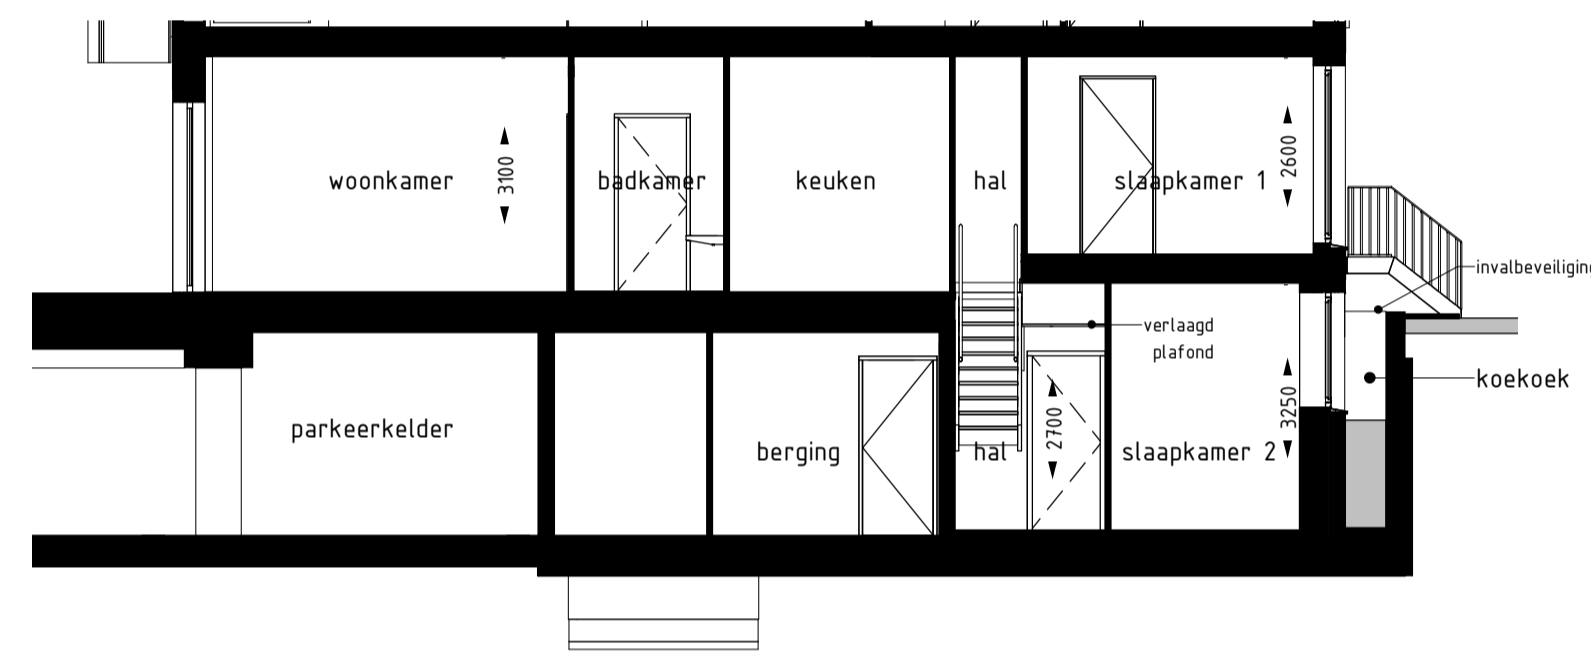 woonkamer
3100
badkamer
keuken
hal
slaapkamer 1
2600
invalbeveiliging
verlaagd
plafond
koekoek
parkeerkelder
berging
hal
2700
slaapkamer 2
3250